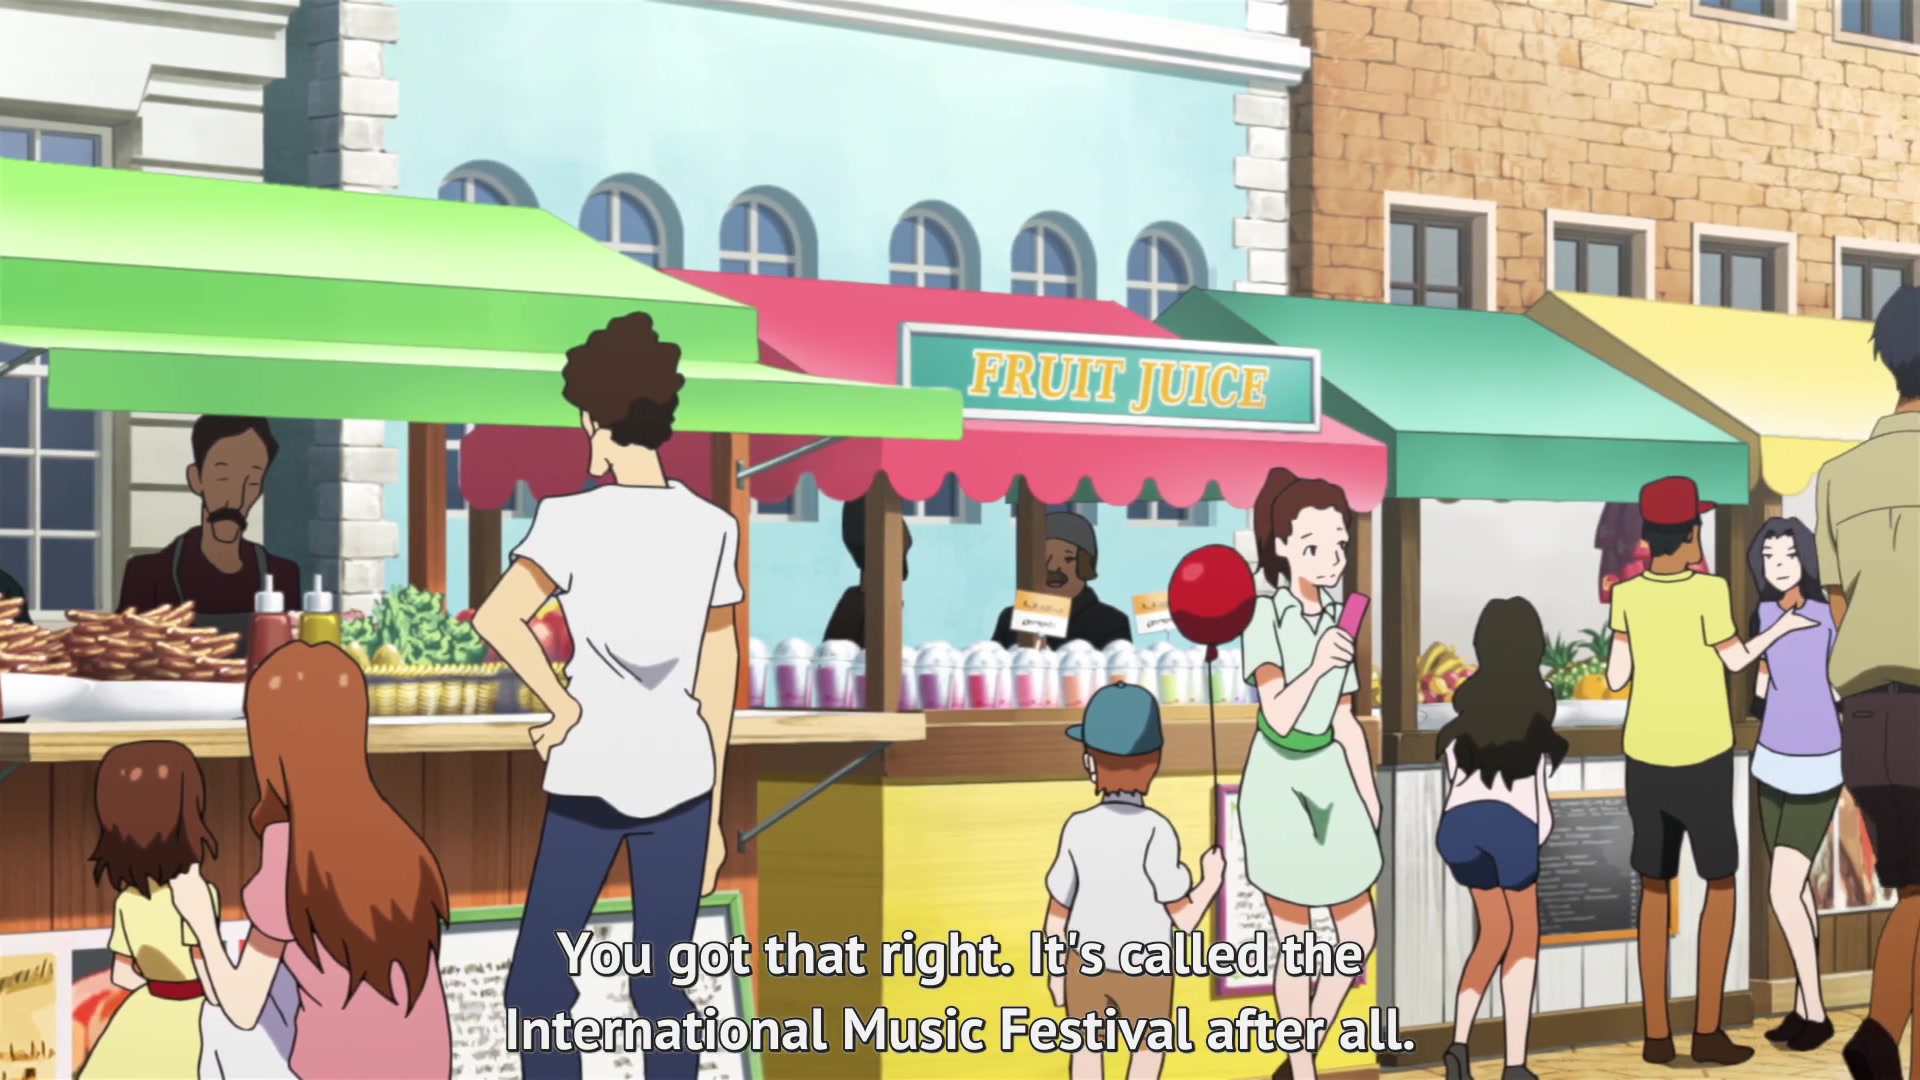 FRUIT JUICE
You got that right. It's called the
International Music Festival after all.